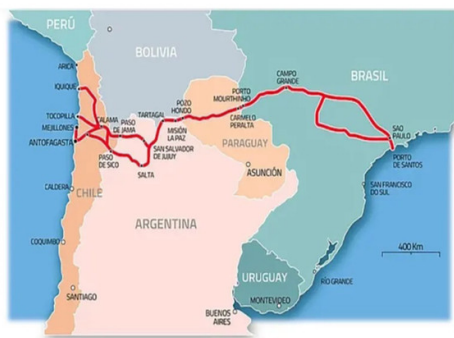 PERÚ
BOLIVIA
BRASIL
ARICA
IQUIQUE
TOCOPILLA
MEJILLONES
ANTOFAGASTA
CALAMA
PASO
DE JAMA
TARTAGAL
POZO
HONDO
PORTO
MOURTHINHO
CAMPO
GRANDE
CARMELO
PERALTA
MISIÓN
LA PAZ
SAN SALVADOR
DE JUJUY
PASO
DE SICO
SALTA
PARAGUAY
ASUNCIÓN
SAO
PAULO
PORTO
DE SANTOS
SAN FRANCISCO
DO SUL
CALDERA
CHILE
ARGENTINA
COQUIMBO
400 Km
SANTIAGO
URUGUAY
RÍO GRANDE
MONTEVIDEO
BUENOS
AIRES